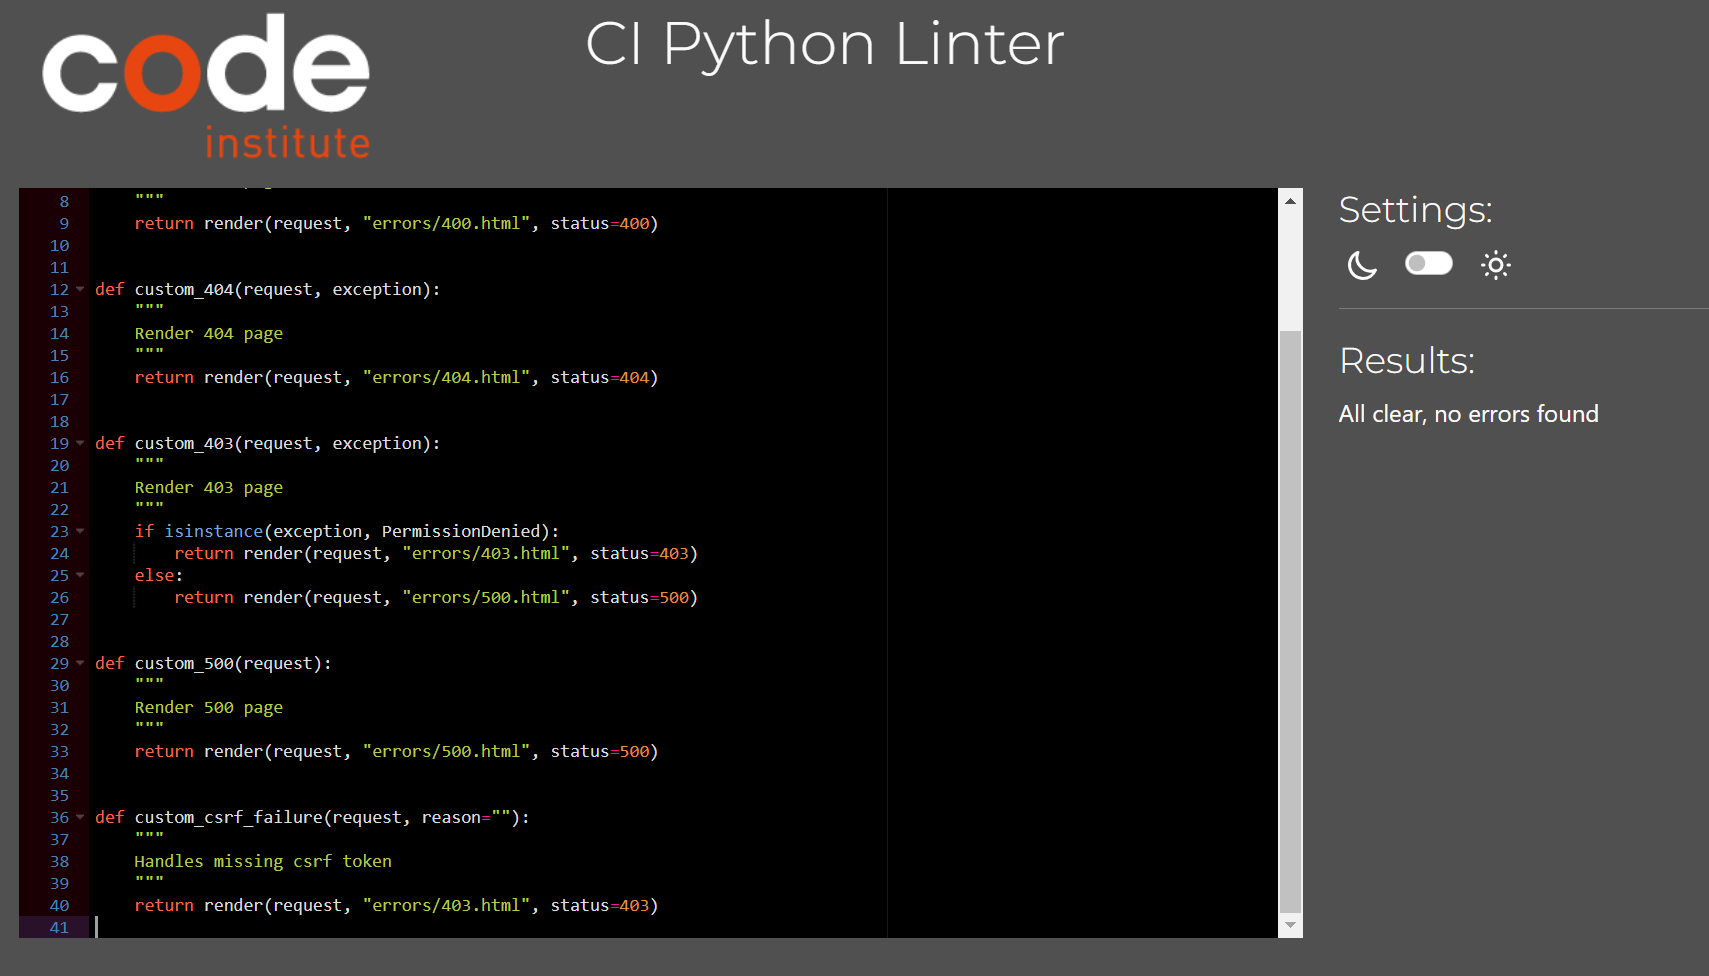 code
institute
CI Python Linter
8     """
9     return render(request, "errors/400.html", status=400)
10
11
12 def custom_404(request, exception):
13     """
14     Render 404 page
15     """
16     return render(request, "errors/404.html", status=404)
17
18
19 def custom_403(request, exception):
20     """
21     Render 403 page
22     """
23     if isinstance(exception, PermissionDenied):
24         return render(request, "errors/403.html", status=403)
25     else:
26         return render(request, "errors/500.html", status=500)
27
28
29 def custom_500(request):
30     """
31     Render 500 page
32     """
33     return render(request, "errors/500.html", status=500)
34
35
36 def custom_csrf_failure(request, reason=""):
37     """
38     Handles missing csrf token
39     """
40     return render(request, "errors/403.html", status=403)
41
Settings:
Results:
All clear, no errors found